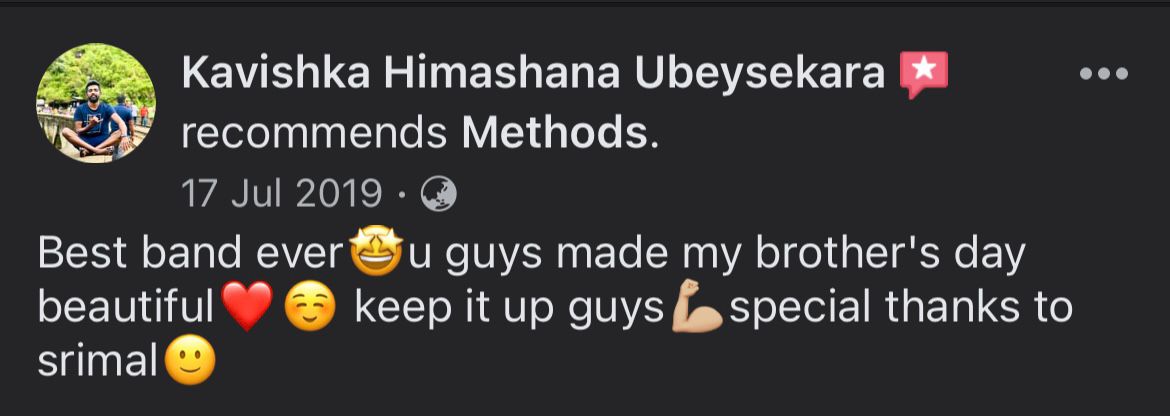 Kavishka Himashana Ubeysekara
recommends Methods.
17 Jul 2019 ·
Best band ever🤩u guys made my brother's day
beautiful❤️☺️ keep it up guys💪🏼special thanks to
srimal🙂